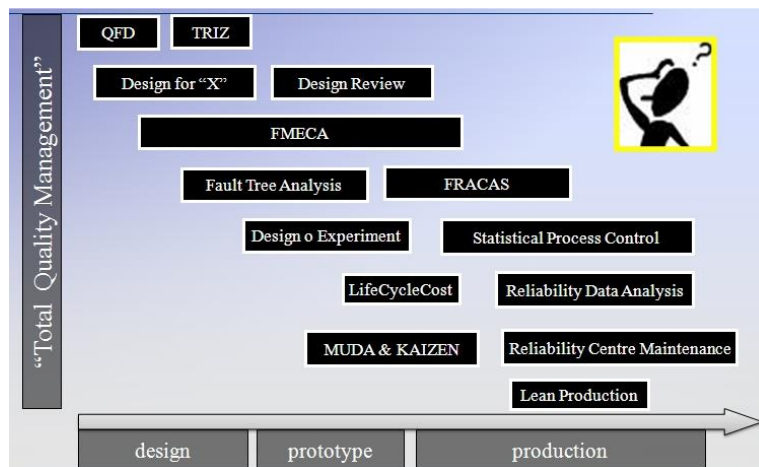 “Total Quality Management”
QFD
TRIZ
?
Design for “X”
Design Review
FMECA
Fault Tree Analysis
FRACAS
Design o Experiment
Statistical Process Control
LifeCycleCost
Reliability Data Analysis
MUDA & KAIZEN
Reliability Centre Maintenance
Lean Production
design
prototype
production